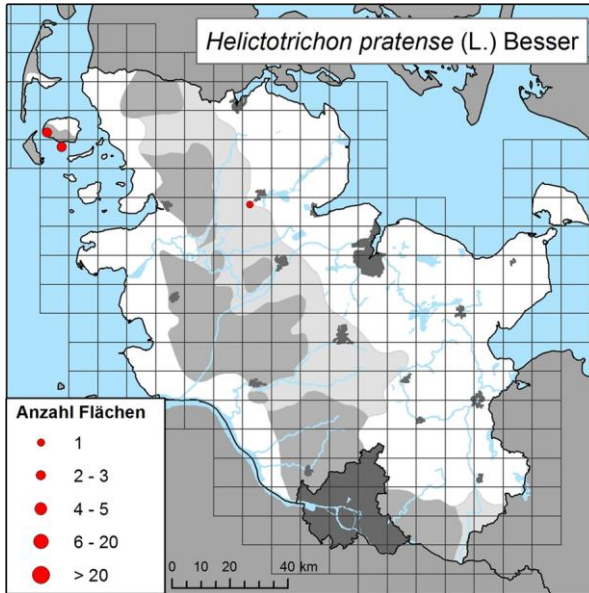 Helictotrichon pratense (L.) Besser
Anzahl Flächen
1
2 - 3
4 - 5
6 - 20
> 20
0 10 20 40 km